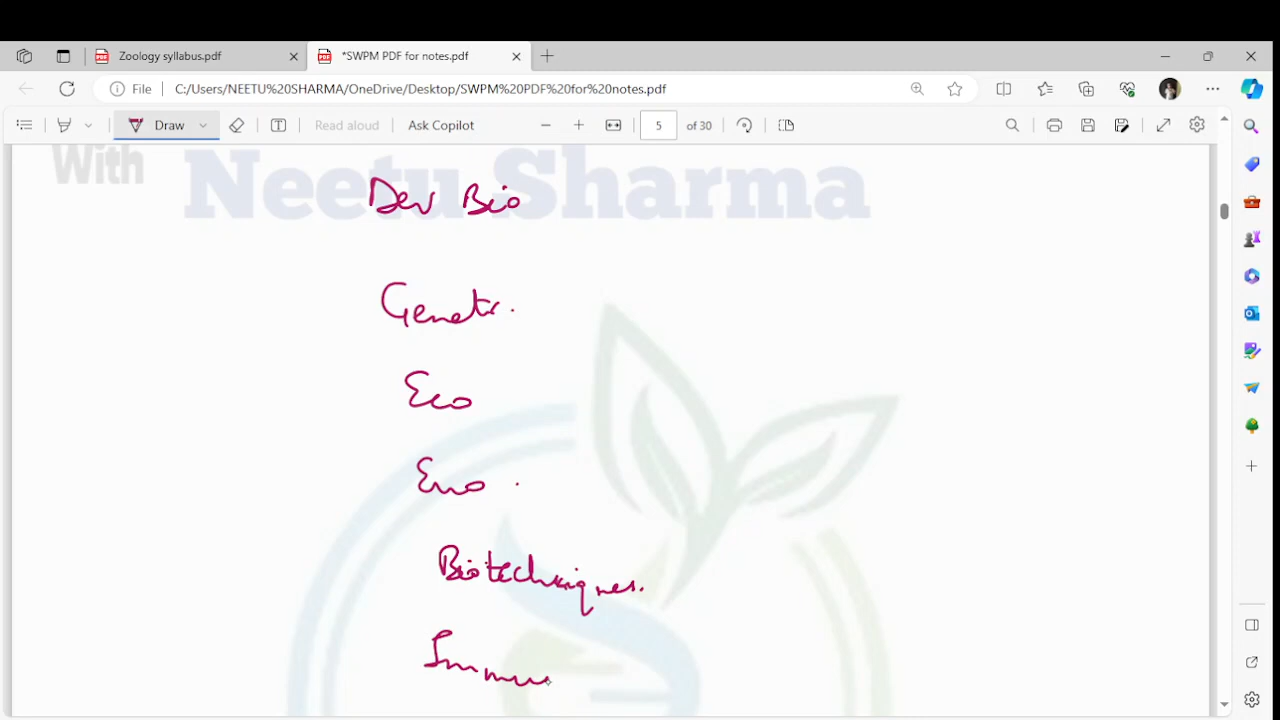 Zoology syllabus.pdf
*SWPM PDF for notes.pdf
File C:/Users/NEETU%20SHARMA/OneDrive/Desktop/SWPM%20PDF%20for%20notes.pdf
Draw Read aloud Ask Copilot 5 of 30
With Neetu Sharma
Dev Bio
Genetr.
Eco
Evo.
Biotechniques.
Immu